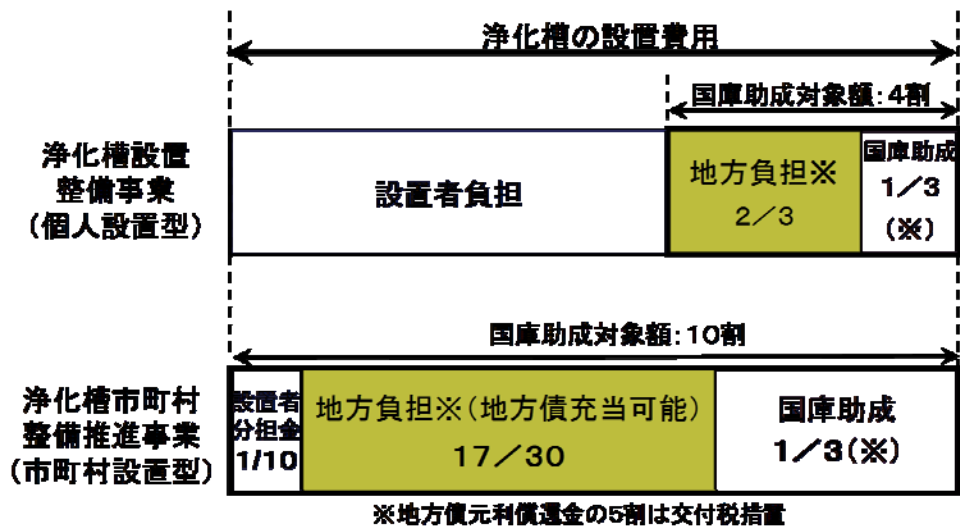 浄化槽の設置費用
国庫助成対象額：4割
浄化槽設置
整備事業
（個人設置型）
設置者負担
地方負担※
2／3
国庫助成
1／3
(※)
国庫助成対象額：10割
浄化槽市町村
整備推進事業
（市町村設置型）
設置者
分担金
1/10
地方負担※(地方債充当可能)
17／30
国庫助成
1／3(※)
※地方債元利償還金の5割は交付税措置